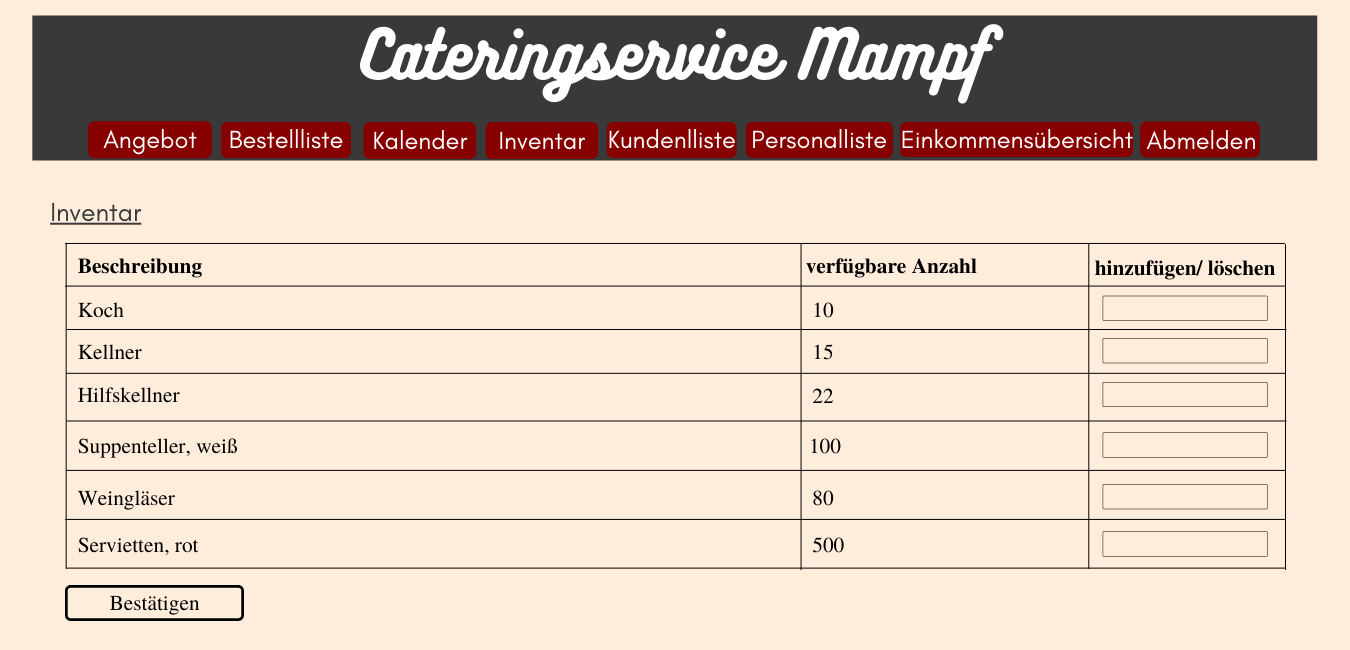 Cateringservice Mampf
Angebot Bestellliste Kalender Inventar Kundenlliste Personalliste Einkommensübersicht Abmelden
Inventar
Beschreibung verfügbare Anzahl hinzufügen/ löschen
Koch 10
Kellner 15
Hilfskellner 22
Suppenteller, weiß 100
Weingläser 80
Servietten, rot 500
Bestätigen